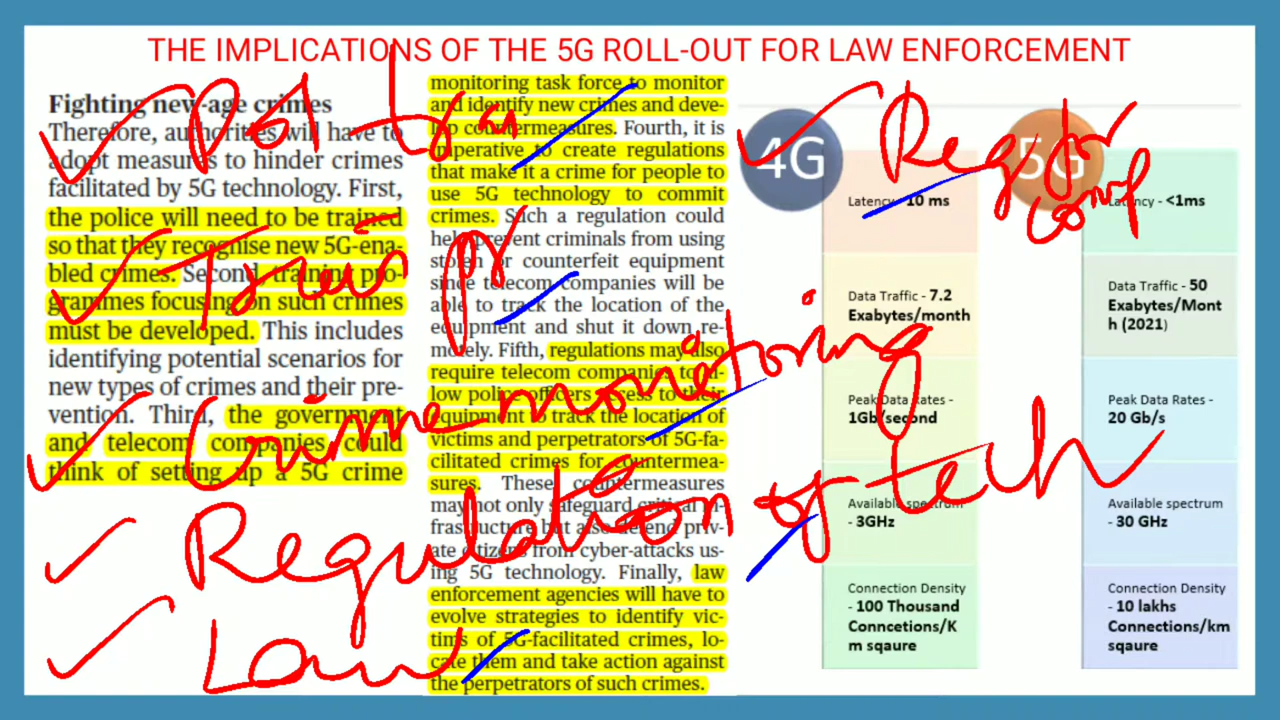 THE IMPLICATIONS OF THE 5G ROLL-OUT FOR LAW ENFORCEMENT
Fighting new-age crimes
Therefore, authorities will have to
adopt measures to hinder crimes
facilitated by 5G technology. First,
the police will need to be trained
so that they recognise new 5G-ena-
bled crimes. Second, training pro-
grammes focusing on such crimes
must be developed. This includes
identifying potential scenarios for
new types of crimes and their pre-
vention. Third, the government
and telecom companies could
think of setting up a 5G crime
monitoring task force to monitor
and identify new crimes and deve-
lop countermeasures. Fourth, it is
imperative to create regulations
that make it a crime for people to
use 5G technology to commit
crimes. Such a regulation could
help prevent criminals from using
stolen or counterfeit equipment
since telecom companies will be
able to track the location of the
equipment and shut it down re-
motely. Fifth, regulations may also
require telecom companies to al-
low police officers access to their
equipment to track the location of
victims and perpetrators of 5G-fa-
cilitated crimes for countermea-
sures. These countermeasures
may not only safeguard critical in-
frastructure but also defend priv-
ate citizens from cyber-attacks us-
ing 5G technology. Finally, law
enforcement agencies will have to
evolve strategies to identify vic-
tims of 5G-facilitated crimes, lo-
cate them and take action against
the perpetrators of such crimes.
4G
Latency - 10 ms
Data Traffic - 7.2
Exabytes/month
Peak Data Rates -
1Gb/second
Available spectrum
- 3GHz
Connection Density
- 100 Thousand
Conncetions/K
m sqaure
5G
Latency - <1ms
Data Traffic - 50
Exabytes/Mont
h (2021)
Peak Data Rates -
20 Gb/s
Available spectrum
- 30 GHz
Connection Density
- 10 lakhs
Connections/km
sqaure
Pol
pr
Crime monitoring
Regulation of tech
Law
comp